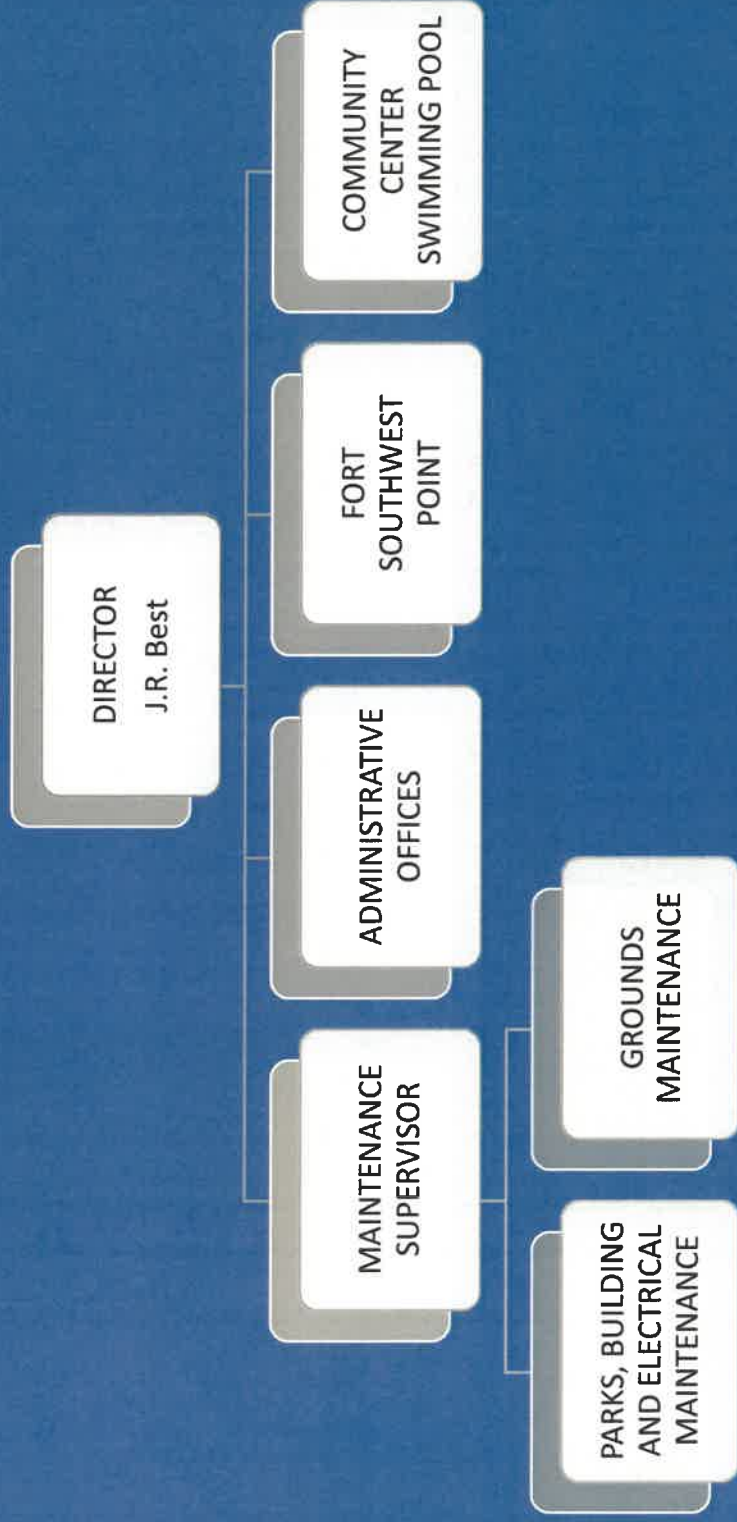 DIRECTOR
J.R. Best
MAINTENANCE
SUPERVISOR
ADMINISTRATIVE
OFFICES
FORT
SOUTHWEST
POINT
COMMUNITY
CENTER
SWIMMING POOL
PARKS, BUILDING
AND ELECTRICAL
MAINTENANCE
GROUNDS
MAINTENANCE